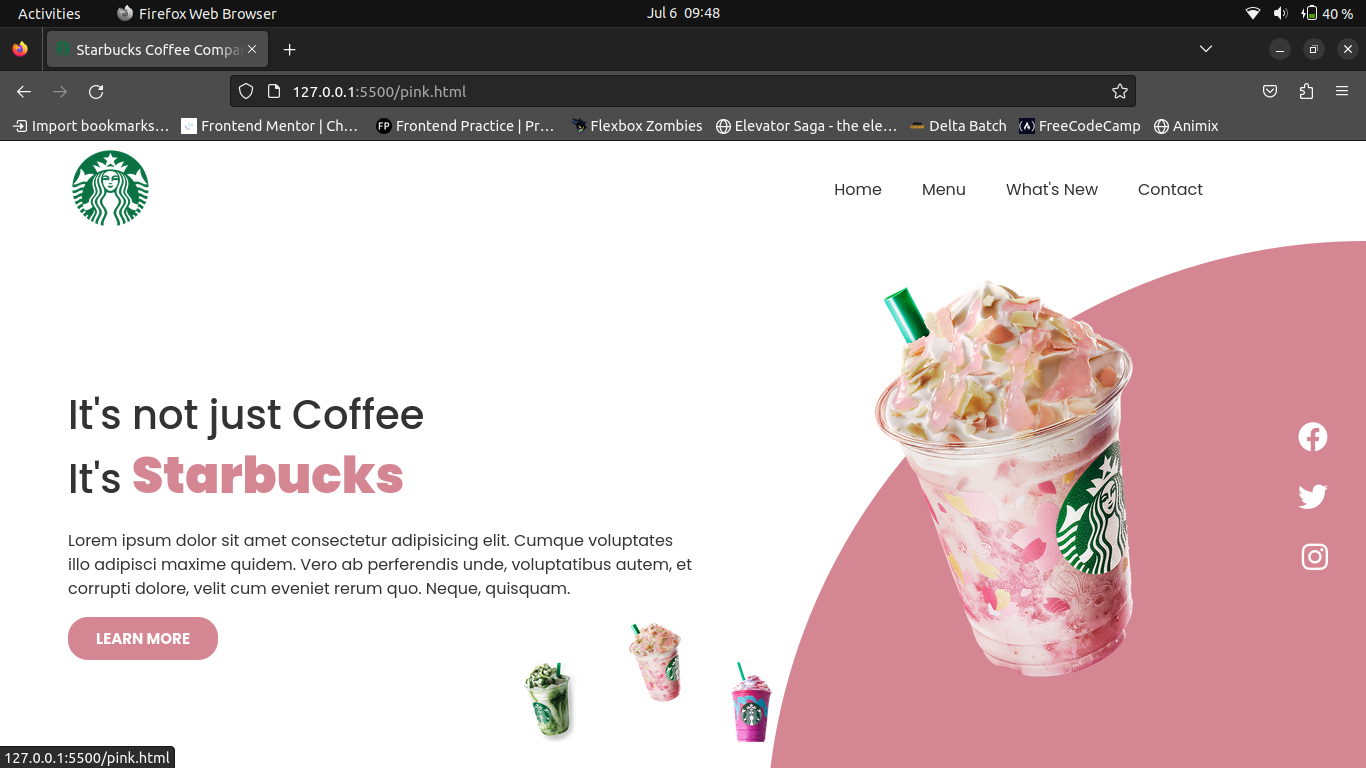 Activities
Firefox Web Browser
Jul 6 09:48
40 %
Starbucks Coffee Compa
127.0.0.1:5500/pink.html
Import bookmarks…
Frontend Mentor | Ch…
FP
Frontend Practice | Pr…
Flexbox Zombies
Elevator Saga - the ele…
Delta Batch
FreeCodeCamp
Animix
Home
Menu
What's New
Contact
It's not just Coffee
It's Starbucks
Lorem ipsum dolor sit amet consectetur adipisicing elit. Cumque voluptates
illo adipisci maxime quidem. Vero ab perferendis unde, voluptatibus autem, et
corrupti dolore, velit cum eveniet rerum quo. Neque, quisquam.
LEARN MORE
127.0.0.1:5500/pink.html